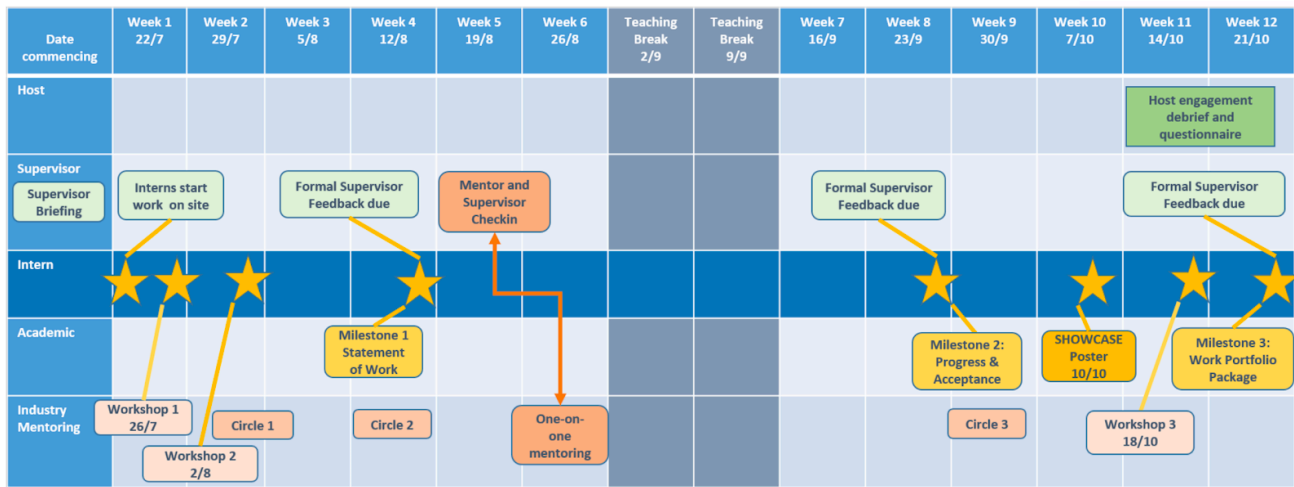 Date
commencing
Week 1
22/7
Week 2
29/7
Week 3
5/8
Week 4
12/8
Week 5
19/8
Week 6
26/8
Teaching
Break
2/9
Teaching
Break
9/9
Week 7
16/9
Week 8
23/9
Week 9
30/9
Week 10
7/10
Week 11
14/10
Week 12
21/10
Host
Host engagement
debrief and
questionnaire
Supervisor
Supervisor
Briefing
Interns start
work on site
Formal Supervisor
Feedback due
Mentor and
Supervisor
Checkin
Formal Supervisor
Feedback due
Formal Supervisor
Feedback due
Intern
Academic
Milestone 1
Statement
of Work
Milestone 2:
Progress &
Acceptance
SHOWCASE
Poster
10/10
Milestone 3:
Work Portfolio
Package
Industry
Mentoring
Workshop 1
26/7
Workshop 2
2/8
Circle 1
Circle 2
One-on-
one
mentoring
Circle 3
Workshop 3
18/10